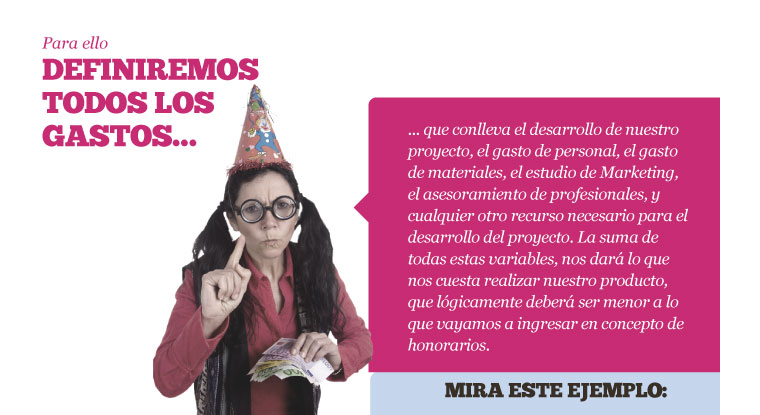 Para ello
DEFINIREMOS
TODOS LOS
GASTOS...
... que conlleva el desarrollo de nuestro
proyecto, el gasto de personal, el gasto
de materiales, el estudio de Marketing,
el asesoramiento de profesionales, y
cualquier otro recurso necesario para el
desarrollo del proyecto. La suma de
todas estas variables, nos dará lo que
nos cuesta realizar nuestro producto,
que lógicamente deberá ser menor a lo
que vayamos a ingresar en concepto de
honorarios.
MIRA ESTE EJEMPLO: